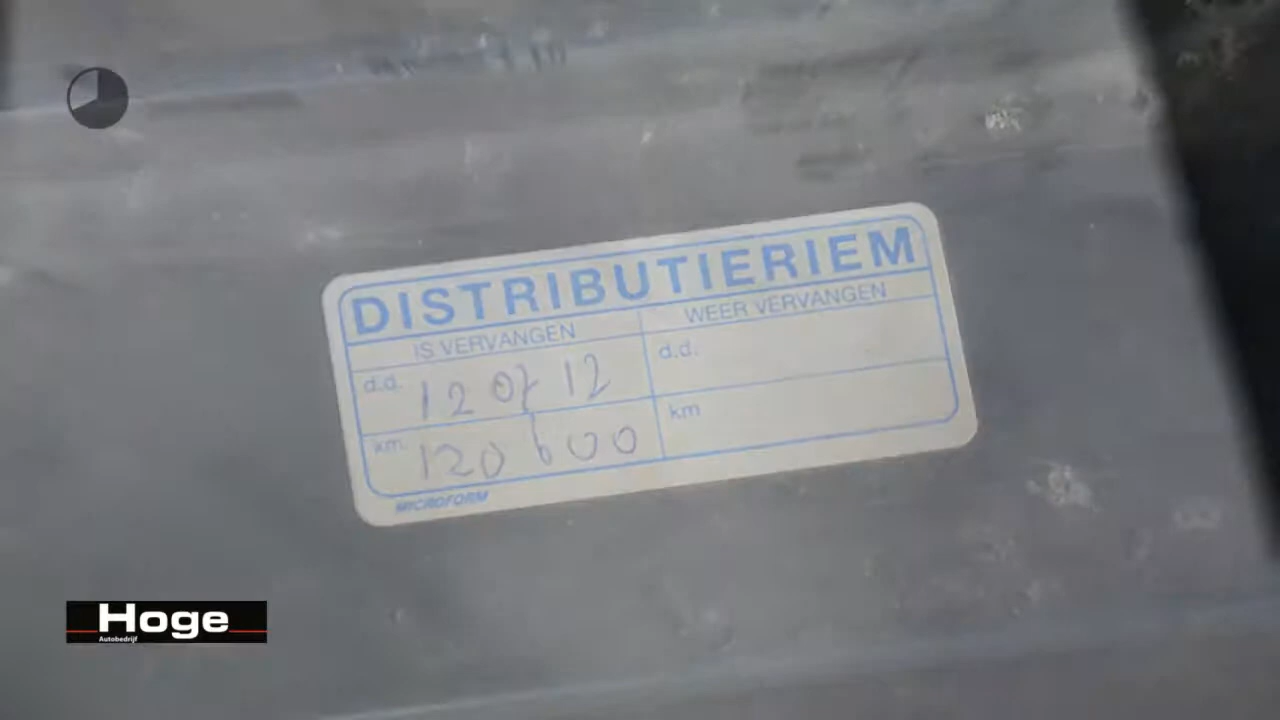 DISTRIBUTIERIEM
IS VERVANGEN
WEER VERVANGEN
d.d. 12 07 12
d.d.
km. 120 600
km
MICROFORM
Hoge
Autobedrijf